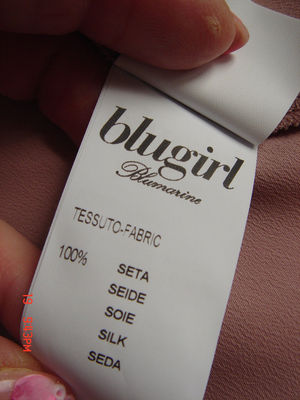 blugirl
Blumarine
TESSUTO-FABRIC
100% SETA
SEIDE
SOIE
SILK
SEDA